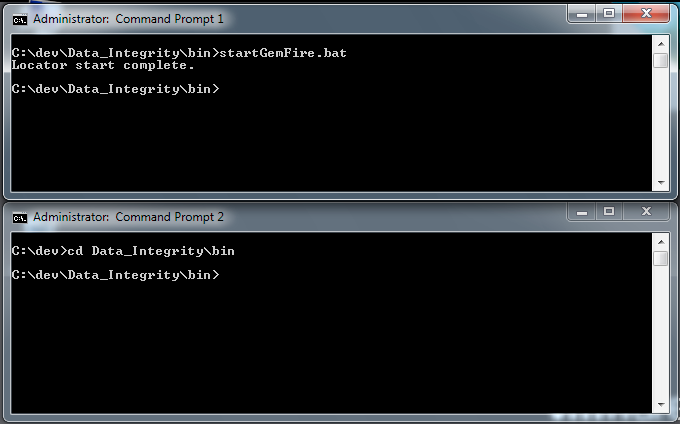 Administrator: Command Prompt 1
C:\dev\Data_Integrity\bin>startGemFire.bat
Locator start complete.
C:\dev\Data_Integrity\bin>
Administrator: Command Prompt 2
C:\dev>cd Data_Integrity\bin
C:\dev\Data_Integrity\bin>